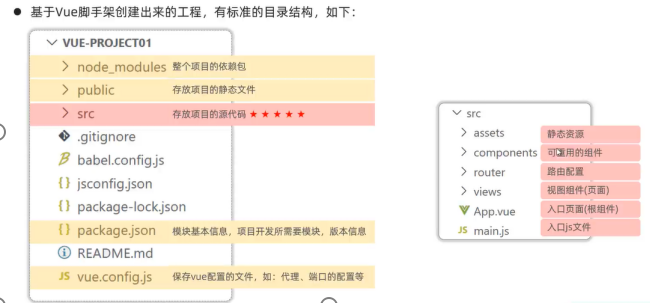 ● 基于Vue脚手架创建出来的工程，有标准的目录结构，如下：
VUE-PROJECT01
node_modules 整个项目的依赖包
public 存放项目的静态文件
src 存放项目的源代码 ★ ★ ★ ★ ★
.gitignore
babel.config.js
{} jsconfig.json
{} package-lock.json
{} package.json 模块基本信息，项目开发所需要模块，版本信息
README.md
JS vue.config.js 保存vue配置的文件，如：代理、端口的配置等
src
assets 静态资源
components 可重用的组件
router 路由配置
views 视图组件(页面)
App.vue 入口页面(根组件)
JS main.js 入口js文件